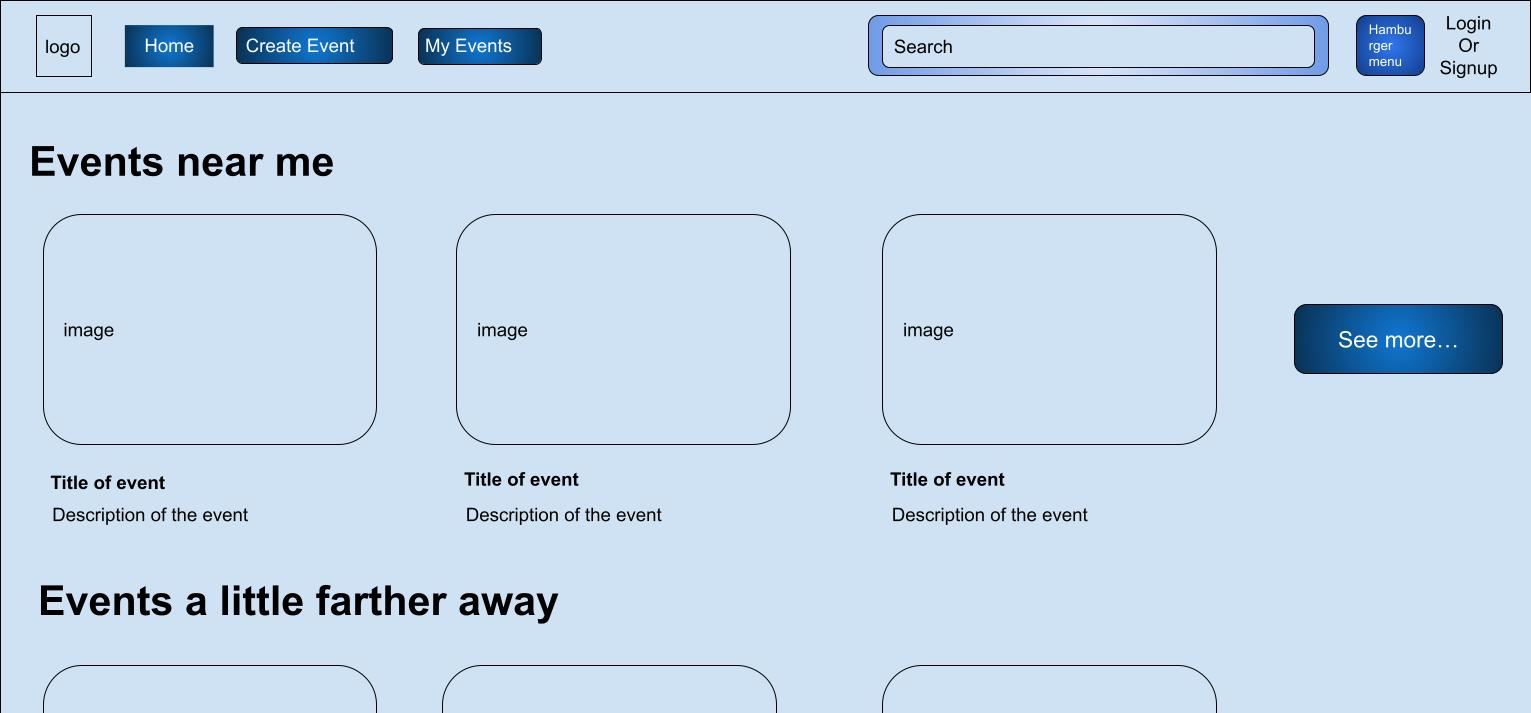 logo
Home
Create Event
My Events
Search
Hambu
rger
menu
Login
Or
Signup
Events near me
image
image
image
See more…
Title of event
Title of event
Title of event
Description of the event
Description of the event
Description of the event
Events a little farther away